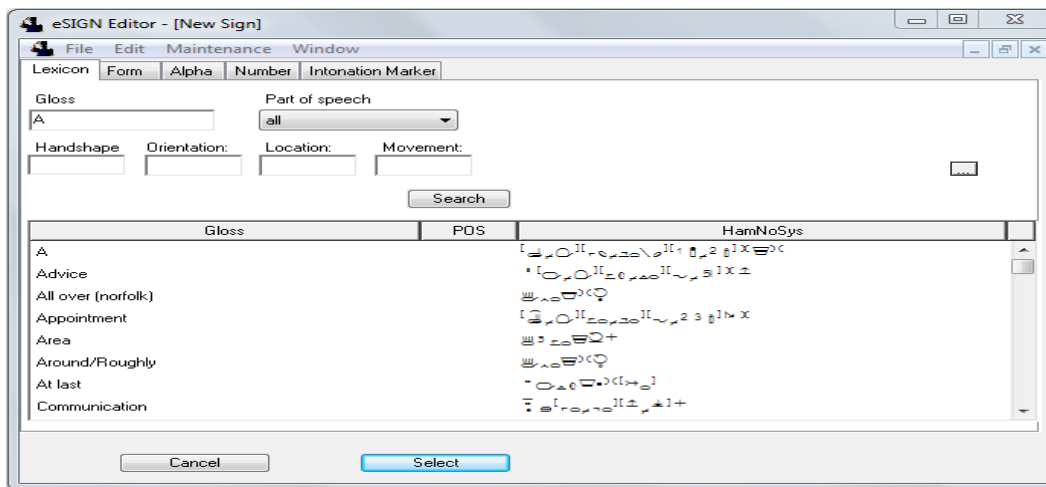 eSIGN Editor - [New Sign]
File Edit Maintenance Window
Lexicon Form Alpha Number Intonation Marker
Gloss Part of speech
A all
Handshape Orientation: Location: Movement:
...
Search
Gloss POS HamNoSys
A
Advice
All over (norfolk)
Appointment
Area
Around/Roughly
At last
Communication
Cancel Select